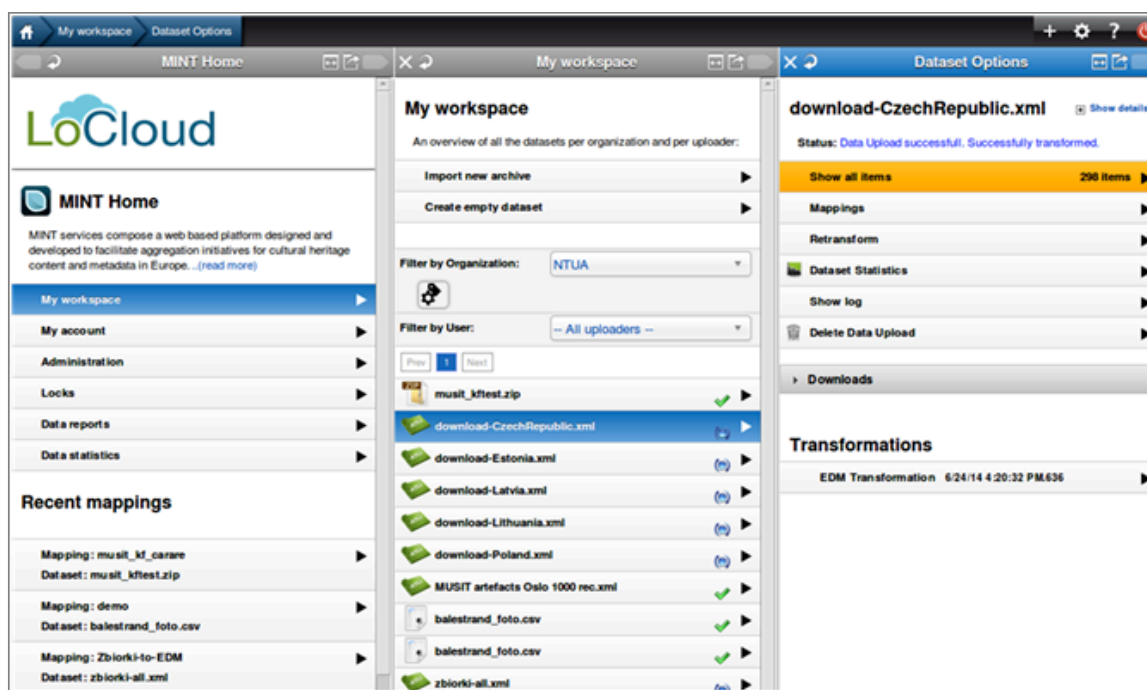 My workspace
Dataset Options
MINT Home
LoCloud
MINT Home
MINT services compose a web based platform designed and
developed to facilitate aggregation initiatives for cultural heritage
content and metadata in Europe...(read more)
My workspace
My account
Administration
Locks
Data reports
Data statistics
Recent mappings
Mapping: musit_kf_carare
Dataset: musit_kftest.zip
Mapping: demo
Dataset: balestrand_foto.csv
Mapping: Zbiorki-to-EDM
Dataset: zbiorki-all.xml
My workspace
My workspace
An overview of all the datasets per organization and per uploader:
Import new archive
Create empty dataset
Filter by Organization: NTUA
Filter by User: -- All uploaders --
Prev 1 Next
ZIP musit_kftest.zip
download-CzechRepublic.xml
download-Estonia.xml (m)
download-Latvia.xml (m)
download-Lithuania.xml (m)
download-Poland.xml (m)
MUSIT artefacts Oslo 1000 rec.xml
balestrand_foto.csv
balestrand_foto.csv
zbiorki-all.xml (m)
Dataset Options
download-CzechRepublic.xml Show details
Status: Data Upload successfull. Successfully transformed.
Show all items 298 items
Mappings
Retransform
Dataset Statistics
Show log
Delete Data Upload
Downloads
Transformations
EDM Transformation 6/24/14 4:20:32 PM.636